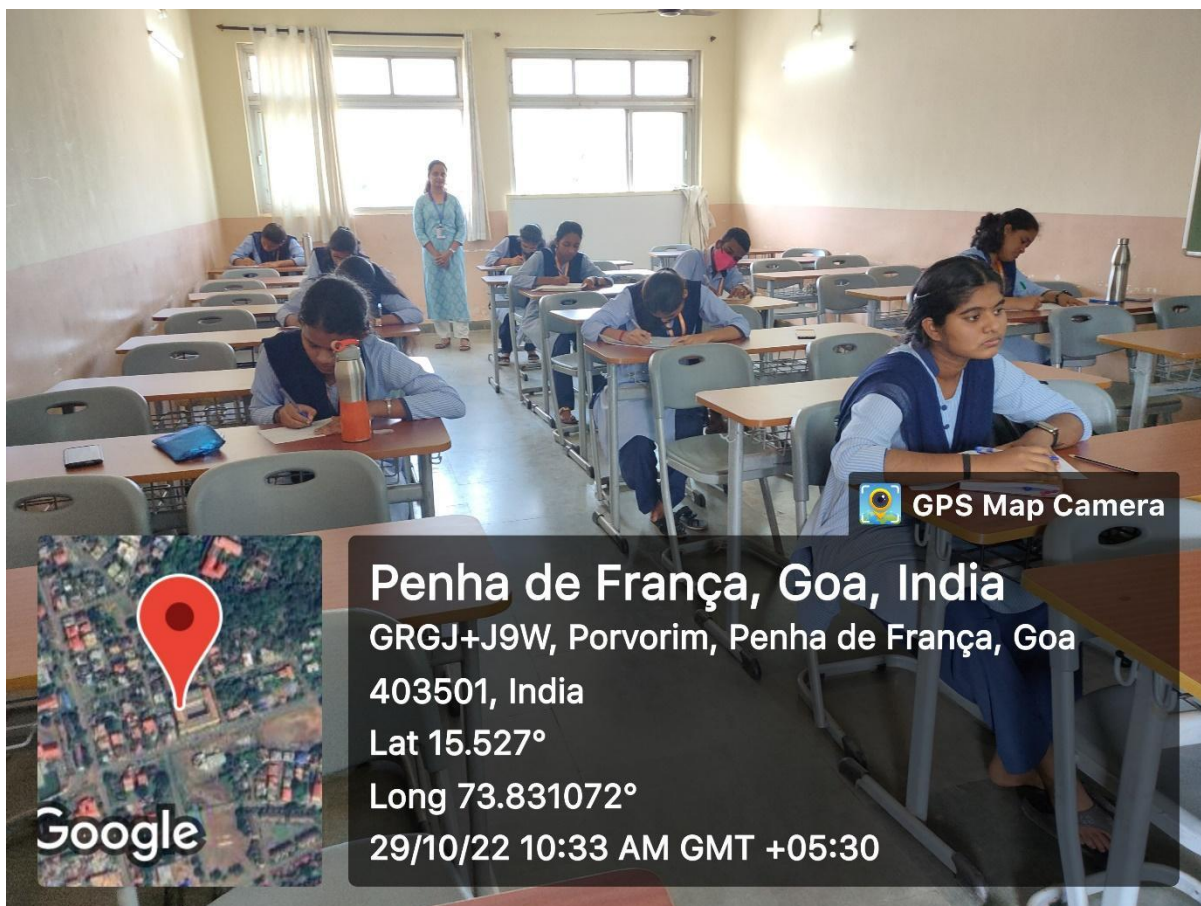 GPS Map Camera
Penha de França, Goa, India
GRGJ+J9W, Porvorim, Penha de França, Goa
403501, India
Lat 15.527°
Long 73.831072°
29/10/22 10:33 AM GMT +05:30
Google